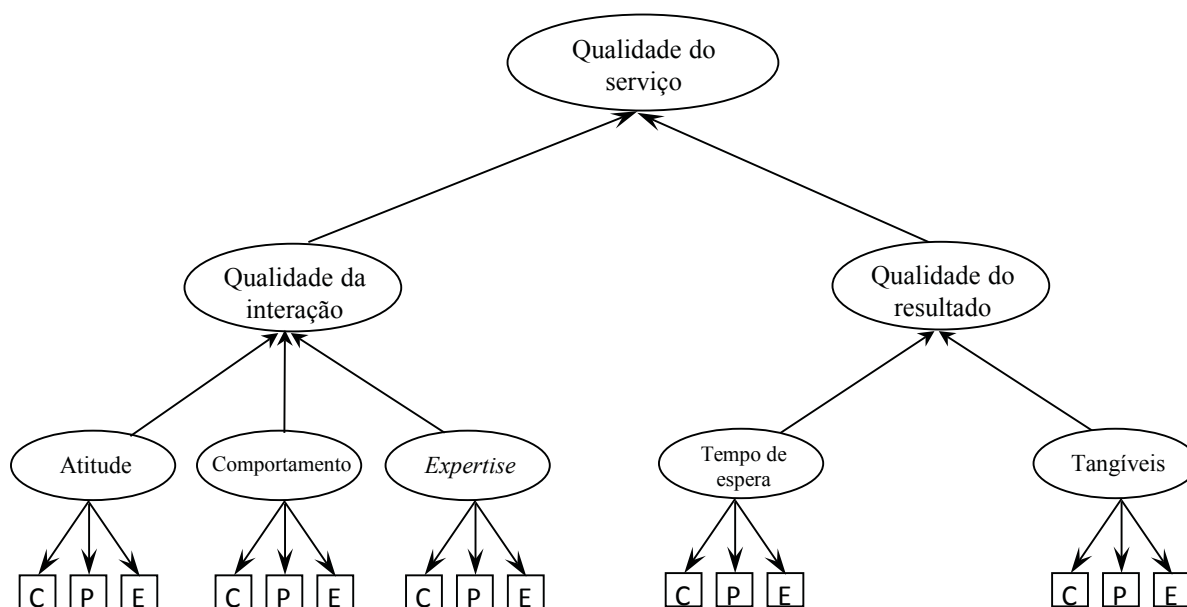 Qualidade do
serviço
Qualidade da
interação
Qualidade do
resultado
Atitude
Comportamento
Expertise
Tempo de
espera
Tangíveis
C P E
C P E
C P E
C P E
C P E